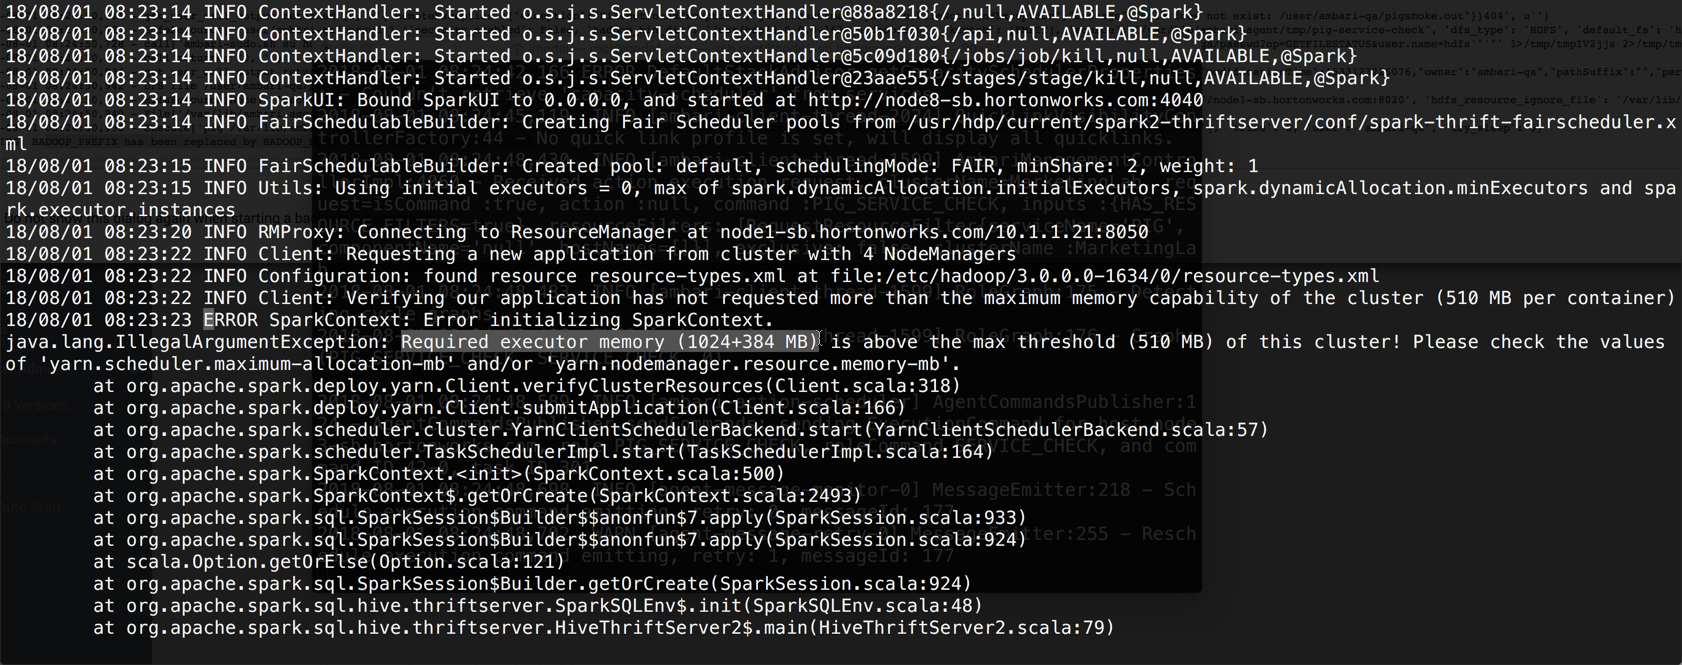 18/08/01 08:23:14 INFO ContextHandler: Started o.s.j.s.ServletContextHandler@88a8218{/,null,AVAILABLE,@Spark}
18/08/01 08:23:14 INFO ContextHandler: Started o.s.j.s.ServletContextHandler@50b1f030{/api,null,AVAILABLE,@Spark}
18/08/01 08:23:14 INFO ContextHandler: Started o.s.j.s.ServletContextHandler@5c09d180{/jobs/job/kill,null,AVAILABLE,@Spark}
18/08/01 08:23:14 INFO ContextHandler: Started o.s.j.s.ServletContextHandler@23aae55{/stages/stage/kill,null,AVAILABLE,@Spark}
18/08/01 08:23:14 INFO SparkUI: Bound SparkUI to 0.0.0.0, and started at http://node8-sb.hortonworks.com:4040
18/08/01 08:23:14 INFO FairSchedulableBuilder: Creating Fair Scheduler pools from /usr/hdp/current/spark2-thriftserver/conf/spark-thrift-fairscheduler.x
ml
18/08/01 08:23:15 INFO FairSchedulableBuilder: Created pool: default, schedulingMode: FAIR, minShare: 2, weight: 1
18/08/01 08:23:15 INFO Utils: Using initial executors = 0, max of spark.dynamicAllocation.initialExecutors, spark.dynamicAllocation.minExecutors and spa
rk.executor.instances
18/08/01 08:23:20 INFO RMProxy: Connecting to ResourceManager at node1-sb.hortonworks.com/10.1.1.21:8050
18/08/01 08:23:22 INFO Client: Requesting a new application from cluster with 4 NodeManagers
18/08/01 08:23:22 INFO Configuration: found resource resource-types.xml at file:/etc/hadoop/3.0.0.0-1634/0/resource-types.xml
18/08/01 08:23:22 INFO Client: Verifying our application has not requested more than the maximum memory capability of the cluster (510 MB per container)
18/08/01 08:23:23 ERROR SparkContext: Error initializing SparkContext.
java.lang.IllegalArgumentException: Required executor memory (1024+384 MB) is above the max threshold (510 MB) of this cluster! Please check the values
of 'yarn.scheduler.maximum-allocation-mb' and/or 'yarn.nodemanager.resource.memory-mb'.
at org.apache.spark.deploy.yarn.Client.verifyClusterResources(Client.scala:318)
at org.apache.spark.deploy.yarn.Client.submitApplication(Client.scala:166)
at org.apache.spark.scheduler.cluster.YarnClientSchedulerBackend.start(YarnClientSchedulerBackend.scala:57)
at org.apache.spark.scheduler.TaskSchedulerImpl.start(TaskSchedulerImpl.scala:164)
at org.apache.spark.SparkContext.<init>(SparkContext.scala:500)
at org.apache.spark.SparkContext$.getOrCreate(SparkContext.scala:2493)
at org.apache.spark.sql.SparkSession$Builder$$anonfun$7.apply(SparkSession.scala:933)
at org.apache.spark.sql.SparkSession$Builder$$anonfun$7.apply(SparkSession.scala:924)
at scala.Option.getOrElse(Option.scala:121)
at org.apache.spark.sql.SparkSession$Builder.getOrCreate(SparkSession.scala:924)
at org.apache.spark.sql.hive.thriftserver.SparkSQLEnv$.init(SparkSQLEnv.scala:48)
at org.apache.spark.sql.hive.thriftserver.HiveThriftServer2$.main(HiveThriftServer2.scala:79)